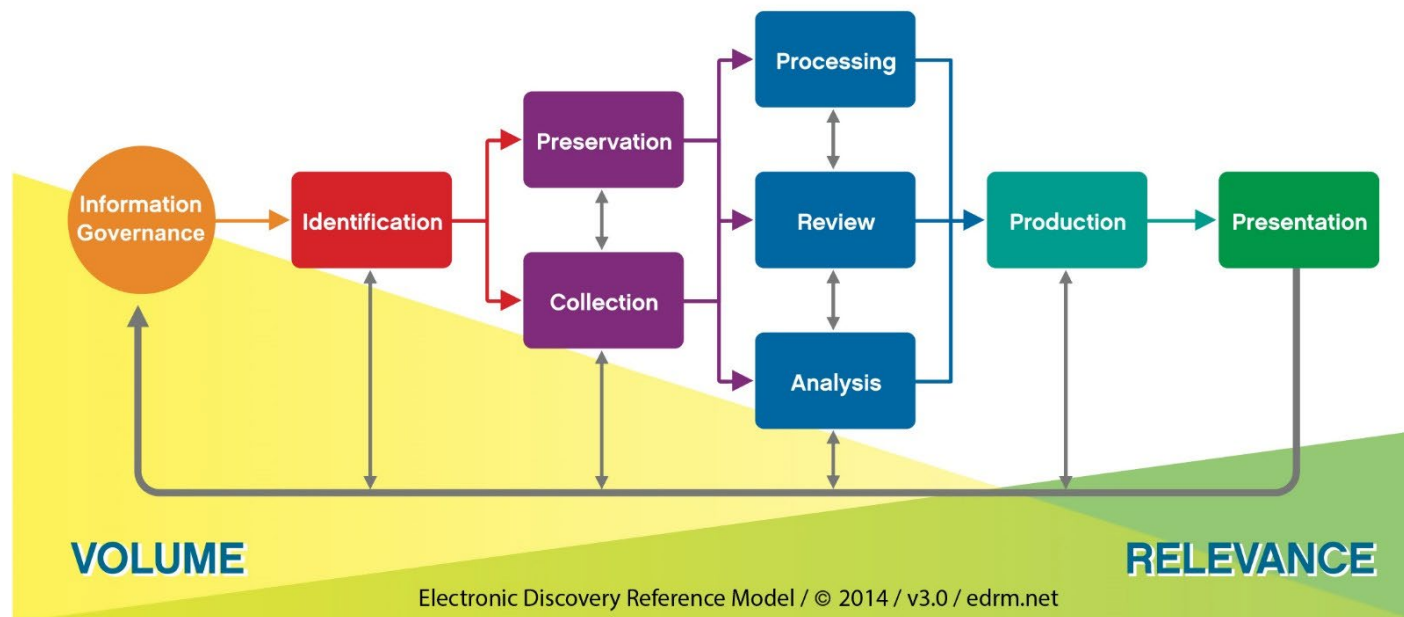 Information
Governance
Identification
Preservation
Collection
Processing
Review
Analysis
Production
Presentation
VOLUME
RELEVANCE
Electronic Discovery Reference Model / © 2014 / v3.0 / edrm.net